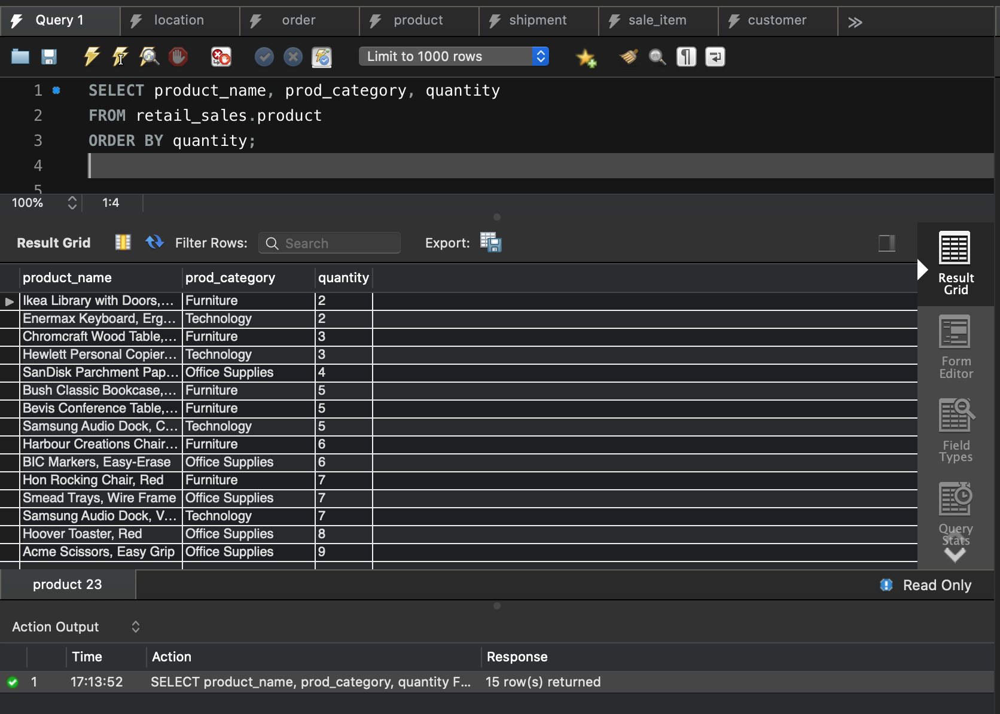 Query 1 location order product shipment sale_item customer
Limit to 1000 rows
1 SELECT product_name, prod_category, quantity
2 FROM retail_sales.product
3 ORDER BY quantity;
4
5
100% 1:4
Result Grid Filter Rows: Search Export:
product_name prod_category quantity
Ikea Library with Doors,... Furniture 2
Enermax Keyboard, Erg... Technology 2
Chromcraft Wood Table,... Furniture 3
Hewlett Personal Copier... Technology 3
SanDisk Parchment Pap... Office Supplies 4
Bush Classic Bookcase,... Furniture 5
Bevis Conference Table,... Furniture 5
Samsung Audio Dock, C... Technology 5
Harbour Creations Chair... Furniture 6
BIC Markers, Easy-Erase Office Supplies 6
Hon Rocking Chair, Red Furniture 7
Smead Trays, Wire Frame Office Supplies 7
Samsung Audio Dock, V... Technology 7
Hoover Toaster, Red Office Supplies 8
Acme Scissors, Easy Grip Office Supplies 9
Result
Grid
Form
Editor
Field
Types
Query
Stats
product 23 Read Only
Action Output
Time Action Response
1 17:13:52 SELECT product_name, prod_category, quantity F... 15 row(s) returned